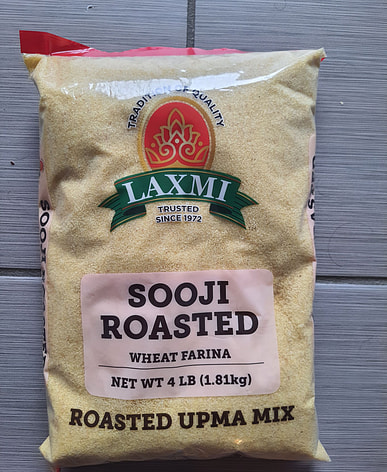 TRADITION OF QUALITY
LAXMI
TRUSTED
SINCE 1972
SOOJI
ROASTED
WHEAT FARINA
NET WT 4 LB (1.81kg)
ROASTED UPMA MIX